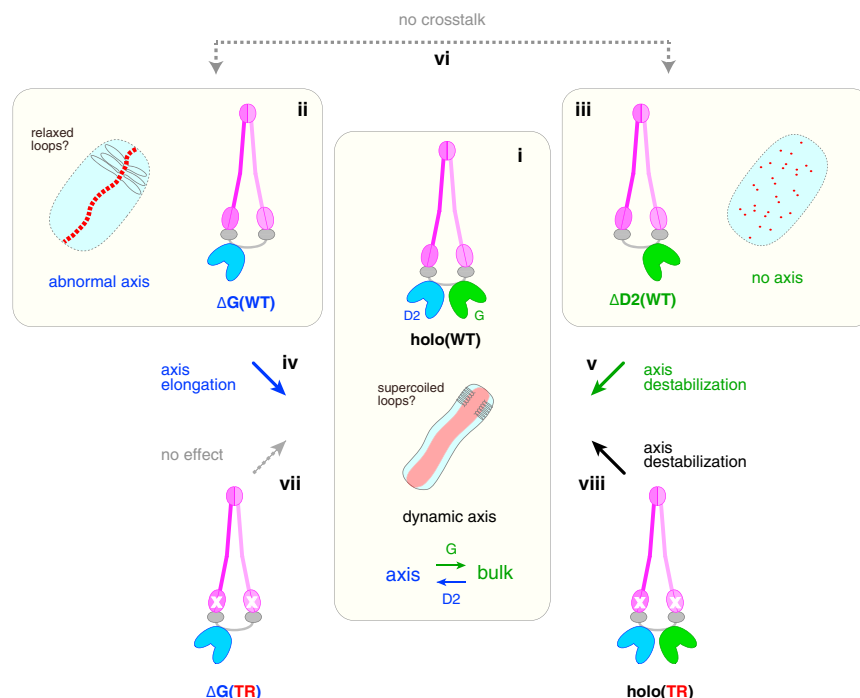 no crosstalk
vi
ii
relaxed
loops?
abnormal axis
ΔG(WT)
i
D2
G
holo(WT)
supercoiled
loops?
dynamic axis
G
axis
bulk
D2
iii
ΔD2(WT)
no axis
iv
axis
elongation
v
axis
destabilization
no effect
vii
axis
destabilization
viii
X X
ΔG(TR)
X X
holo(TR)